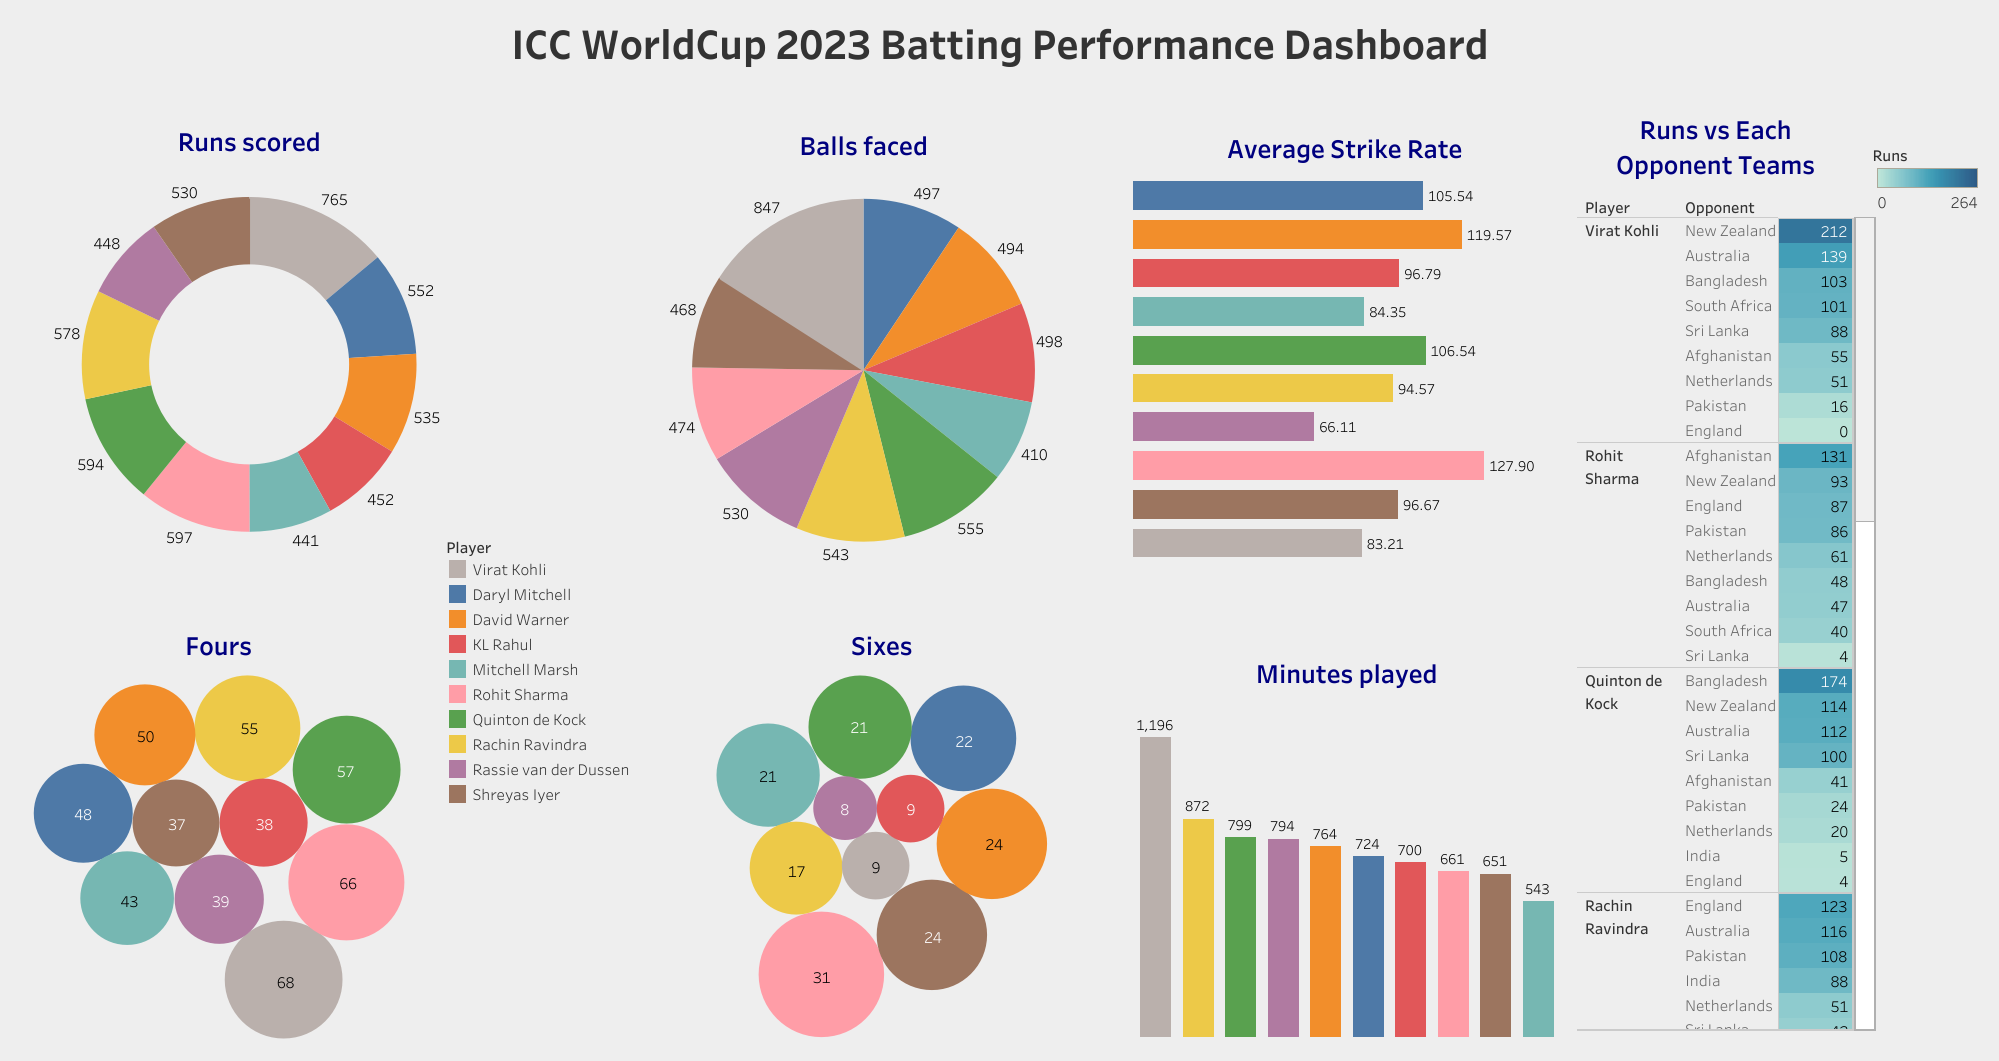 ICC WorldCup 2023 Batting Performance Dashboard
Runs scored
765
552
535
452
441
597
594
578
448
530
Balls faced
497
494
498
410
555
543
530
474
468
847
Average Strike Rate
105.54
119.57
96.79
84.35
106.54
94.57
66.11
127.90
96.67
83.21
Player
Virat Kohli
Daryl Mitchell
David Warner
KL Rahul
Mitchell Marsh
Rohit Sharma
Quinton de Kock
Rachin Ravindra
Rassie van der Dussen
Shreyas Iyer
Fours
50
55
57
48
37
38
43
39
66
68
Sixes
21
22
21
8
9
24
17
9
24
31
Minutes played
1,196
872
799
794
764
724
700
661
651
543
Runs vs Each
Opponent Teams
Runs
0 264
Player Opponent
Virat Kohli New Zealand 212
Australia 139
Bangladesh 103
South Africa 101
Sri Lanka 88
Afghanistan 55
Netherlands 51
Pakistan 16
England 0
Rohit Sharma Afghanistan 131
New Zealand 93
England 87
Pakistan 86
Netherlands 61
Bangladesh 48
Australia 47
South Africa 40
Sri Lanka 4
Quinton de Kock Bangladesh 174
New Zealand 114
Australia 112
Sri Lanka 100
Afghanistan 41
Pakistan 24
Netherlands 20
India 5
England 4
Rachin Ravindra England 123
Australia 116
Pakistan 108
India 88
Netherlands 51
Sri Lanka